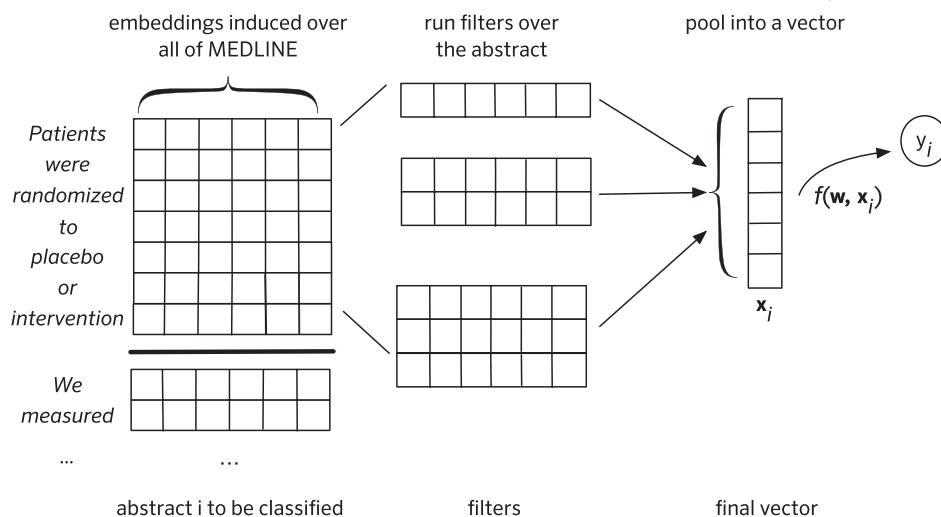 embeddings induced over
all of MEDLINE
run filters over
the abstract
pool into a vector
Patients
were
randomized
to
placebo
or
intervention
We
measured
...
...
f(w, xi)
yi
xi
abstract i to be classified
filters
final vector